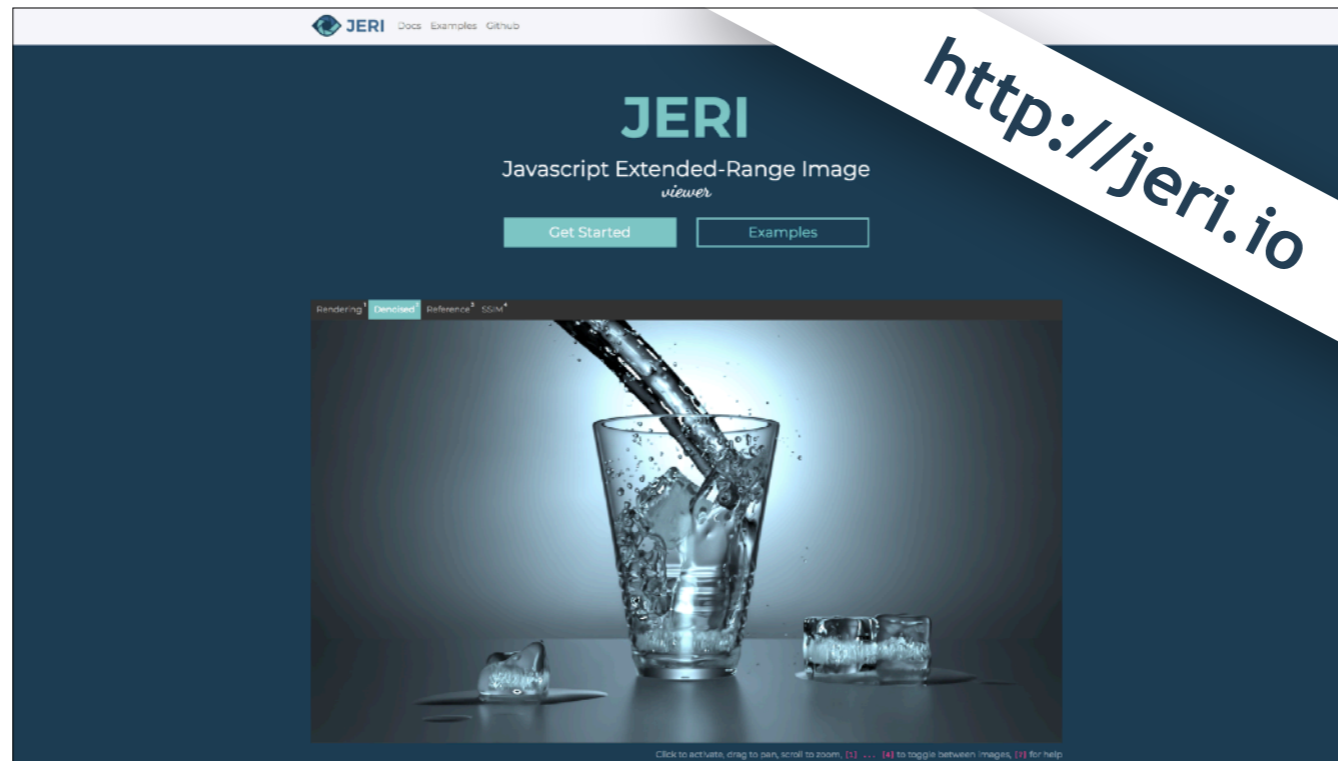 JERI Docs Examples Github
http://jeri.io
JERI
Javascript Extended-Range Image
viewer
Get Started Examples
Rendering 1 Denoised 2 Reference 3 SSIM 4
Click to activate, drag to pan, scroll to zoom, [1] ... [4] to toggle between images, [?] for help